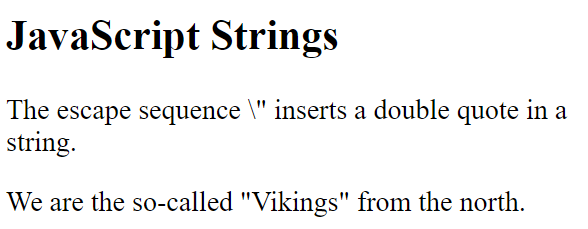 JavaScript Strings
The escape sequence \" inserts a double quote in a
string.
We are the so-called "Vikings" from the north.